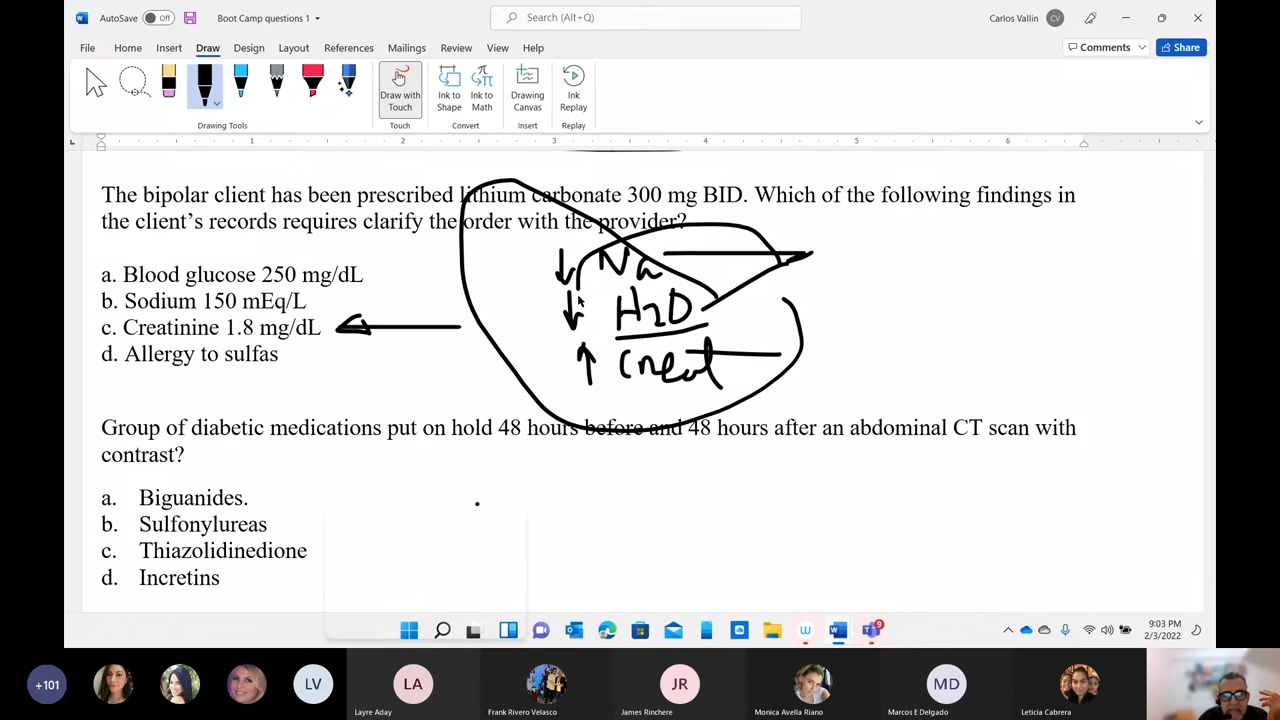 AutoSave Off Boot Camp questions 1 Search (Alt+Q) Carlos Vallin CV
File Home Insert Draw Design Layout References Mailings Review View Help Comments Share
Draw with Touch Ink to Shape Ink to Math Drawing Canvas Ink Replay
Drawing Tools Touch Convert Insert Replay
1 2 3 4 5 6
The bipolar client has been prescribed lithium carbonate 300 mg BID. Which of the following findings in
the client's records requires clarify the order with the provider?
↓ Na
a. Blood glucose 250 mg/dL
b. Sodium 150 mEq/L
↓ H2O
c. Creatinine 1.8 mg/dL
d. Allergy to sulfas
↑ Creat
Group of diabetic medications put on hold 48 hours before and 48 hours after an abdominal CT scan with
contrast?
a. Biguanides.
b. Sulfonylureas
c. Thiazolidinedione
d. Incretins
9
9:03 PM
2/3/2022
+101 LV LA JR MD
Layre Aday Frank Rivero Velasco James Rinchere Monica Avella Riano Marcos E Delgado Leticia Cabrera